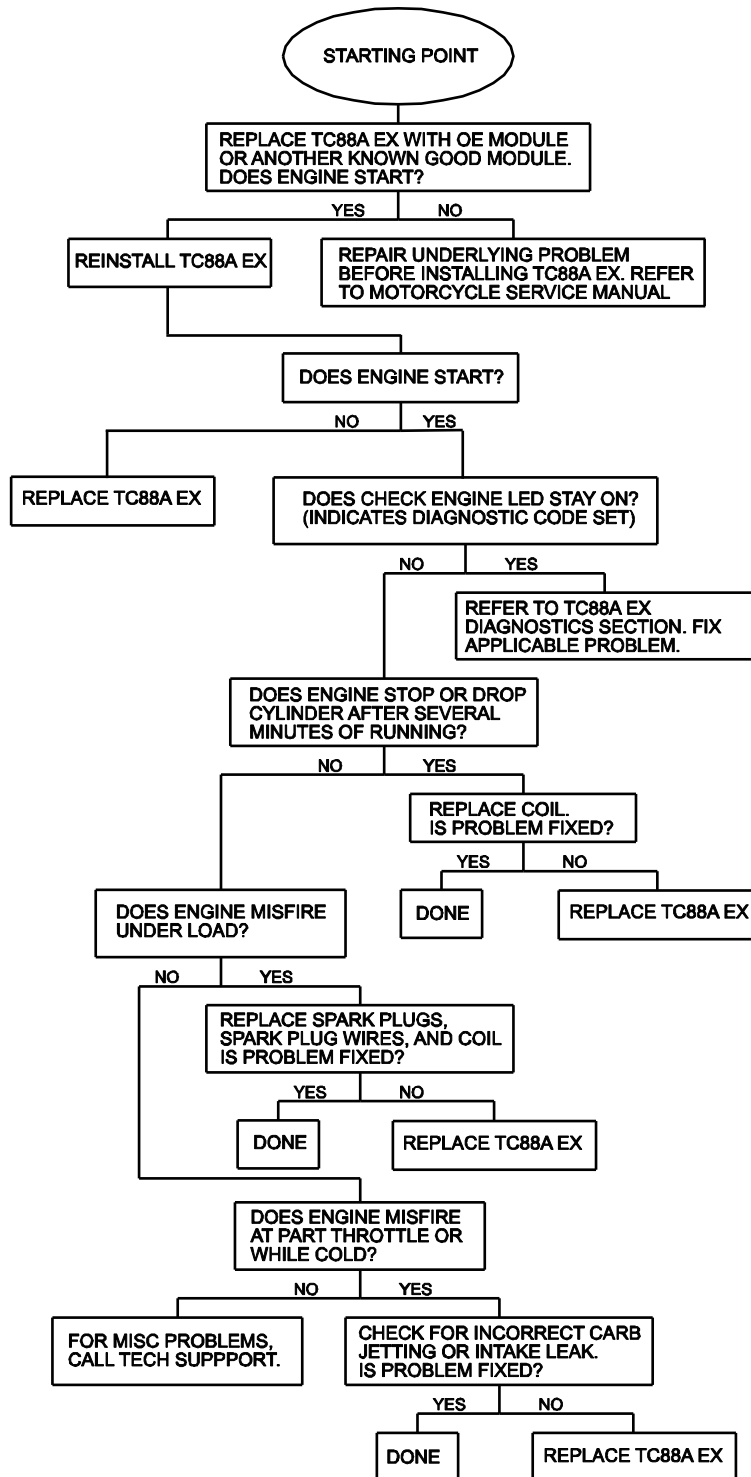 STARTING POINT
REPLACE TC88A EX WITH OE MODULE
OR ANOTHER KNOWN GOOD MODULE.
DOES ENGINE START?
YES
NO
REINSTALL TC88A EX
REPAIR UNDERLYING PROBLEM
BEFORE INSTALLING TC88A EX. REFER
TO MOTORCYCLE SERVICE MANUAL
DOES ENGINE START?
NO
YES
REPLACE TC88A EX
DOES CHECK ENGINE LED STAY ON?
(INDICATES DIAGNOSTIC CODE SET)
NO
YES
REFER TO TC88A EX
DIAGNOSTICS SECTION. FIX
APPLICABLE PROBLEM.
DOES ENGINE STOP OR DROP
CYLINDER AFTER SEVERAL
MINUTES OF RUNNING?
NO
YES
REPLACE COIL.
IS PROBLEM FIXED?
YES
NO
DONE
REPLACE TC88A EX
DOES ENGINE MISFIRE
UNDER LOAD?
NO
YES
REPLACE SPARK PLUGS,
SPARK PLUG WIRES, AND COIL
IS PROBLEM FIXED?
YES
NO
DONE
REPLACE TC88A EX
DOES ENGINE MISFIRE
AT PART THROTTLE OR
WHILE COLD?
NO
YES
FOR MISC PROBLEMS,
CALL TECH SUPPPORT.
CHECK FOR INCORRECT CARB
JETTING OR INTAKE LEAK.
IS PROBLEM FIXED?
YES
NO
DONE
REPLACE TC88A EX